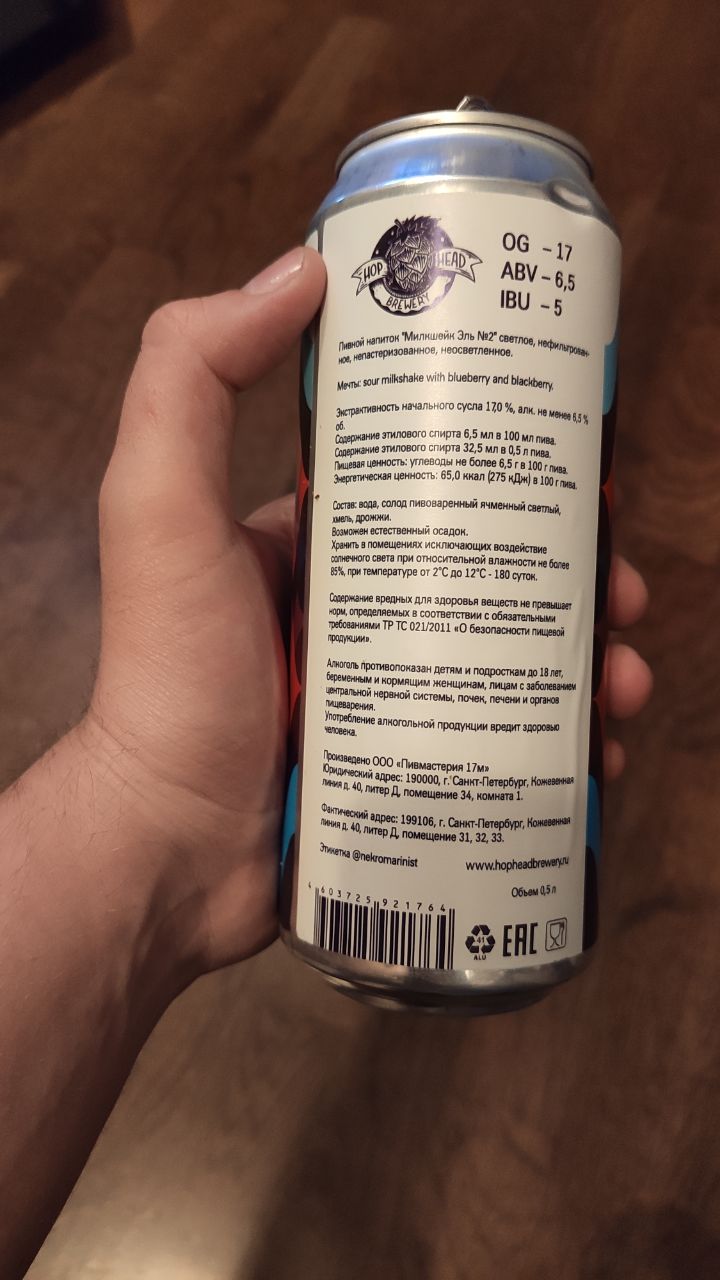 HOP HEAD
BREWERY
OG – 17
ABV – 6,5
IBU – 5
Пивной напиток "Милкшейк Эль №2" светлое, нефильтрован-
ное, непастеризованное, неосветленное.
Мечты: sour milkshake with blueberry and blackberry.
Экстрактивность начального сусла 17,0 %, алк. не менее 6,5 %
об.
Содержание этилового спирта 6,5 мл в 100 мл пива.
Содержание этилового спирта 32,5 мл в 0,5 л пива.
Пищевая ценность: углеводы не более 6,5 г в 100 г пива.
Энергетическая ценность: 65,0 ккал (275 кДж) в 100 г пива.
Состав: вода, солод пивоваренный ячменный светлый,
хмель, дрожжи.
Возможен естественный осадок.
Хранить в помещениях исключающих воздействие
солнечного света при относительной влажности не более
85%, при температуре от 2°С до 12°С - 180 суток.
Содержание вредных для здоровья веществ не превышает
норм, определяемых в соответствии с обязательными
требованиями ТР ТС 021/2011 «О безопасности пищевой
продукции».
Алкоголь противопоказан детям и подросткам до 18 лет,
беременным и кормящим женщинам, лицам с заболеванием
центральной нервной системы, почек, печени и органов
пищеварения.
Употребление алкогольной продукции вредит здоровью
человека.
Произведено ООО «Пивмастерия 17м»
Юридический адрес: 190000, г. Санкт-Петербург, Кожевенная
линия д. 40, литер Д, помещение 34, комната 1.
Фактический адрес: 199106, г. Санкт-Петербург, Кожевенная
линия д. 40, литер Д, помещение 31, 32, 33.
Этикетка @nekromarinist www.hopheadbrewery.ru
Объем 0,5 л
4 603725 921764
41
ALU
EAC